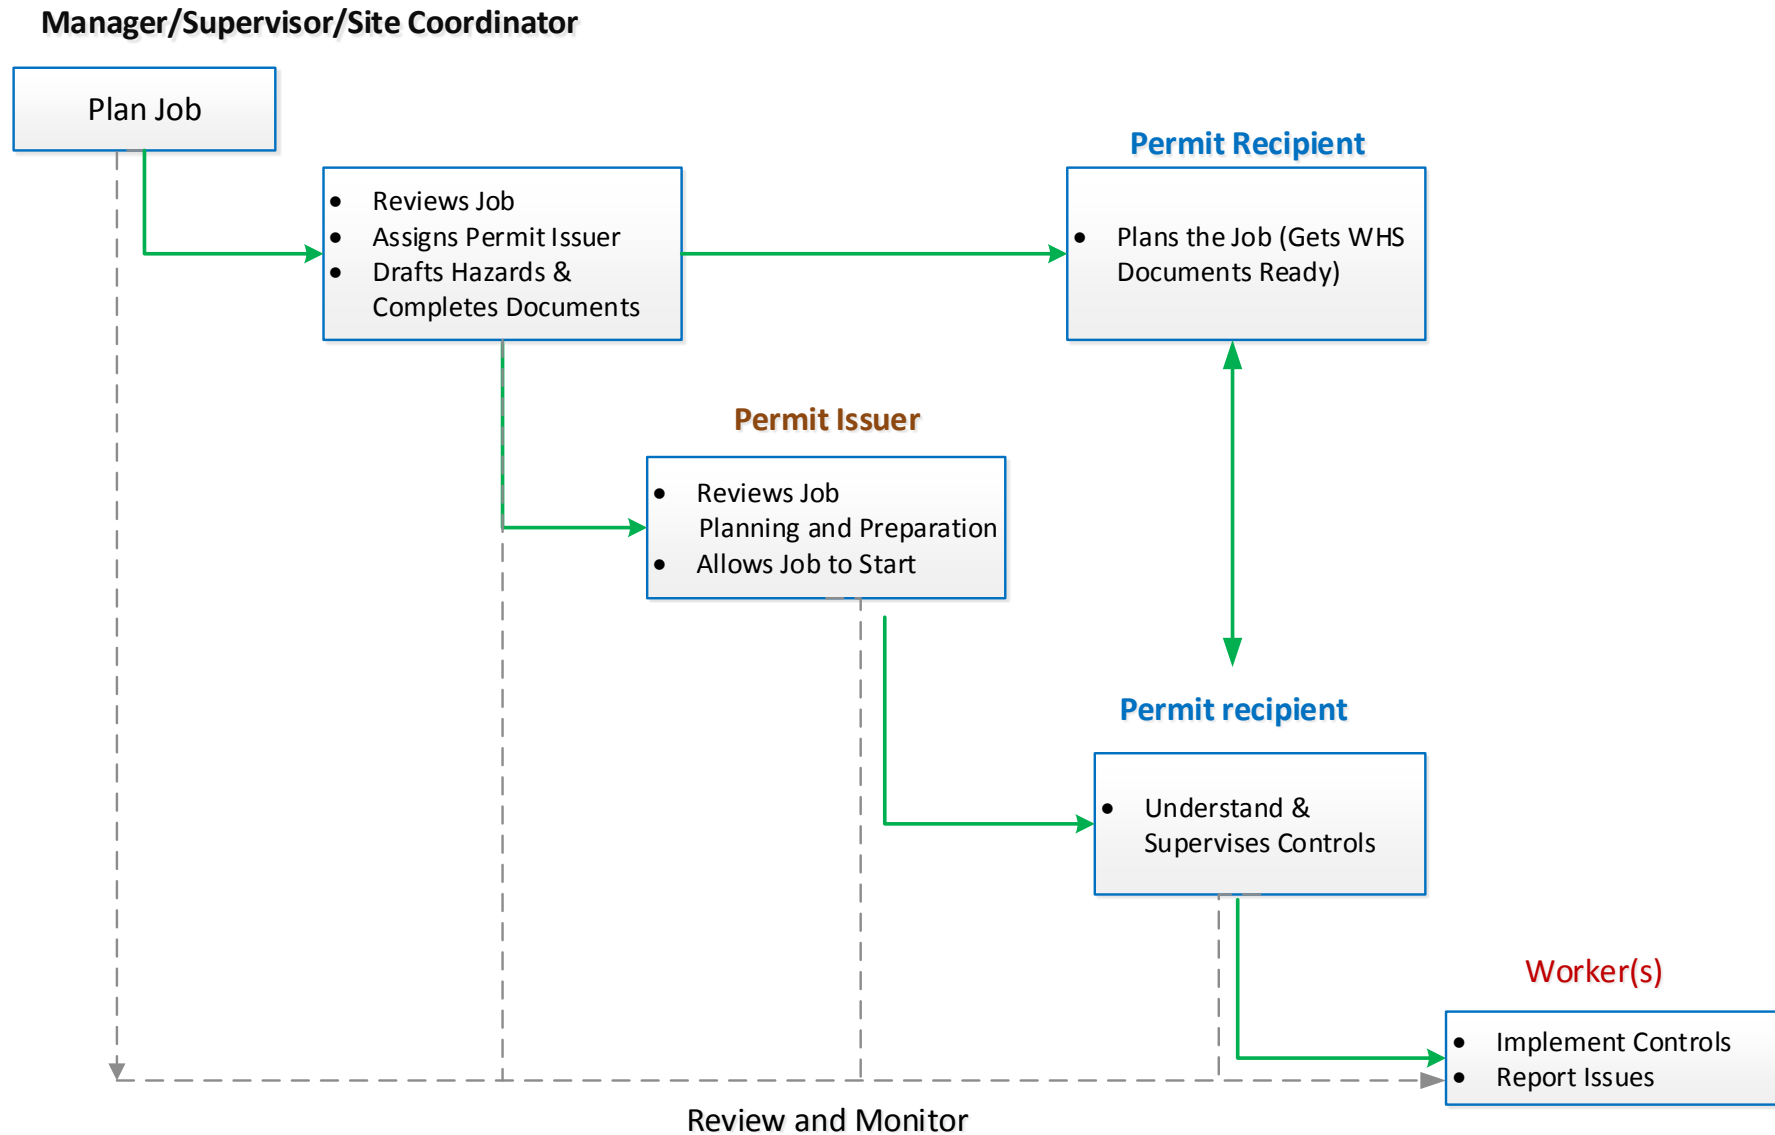 Manager/Supervisor/Site Coordinator
Plan Job
• Reviews Job
• Assigns Permit Issuer
• Drafts Hazards &
Completes Documents
Permit Recipient
• Plans the Job (Gets WHS
Documents Ready)
Permit Issuer
• Reviews Job
Planning and Preparation
• Allows Job to Start
Permit recipient
• Understand &
Supervises Controls
Worker(s)
• Implement Controls
• Report Issues
Review and Monitor